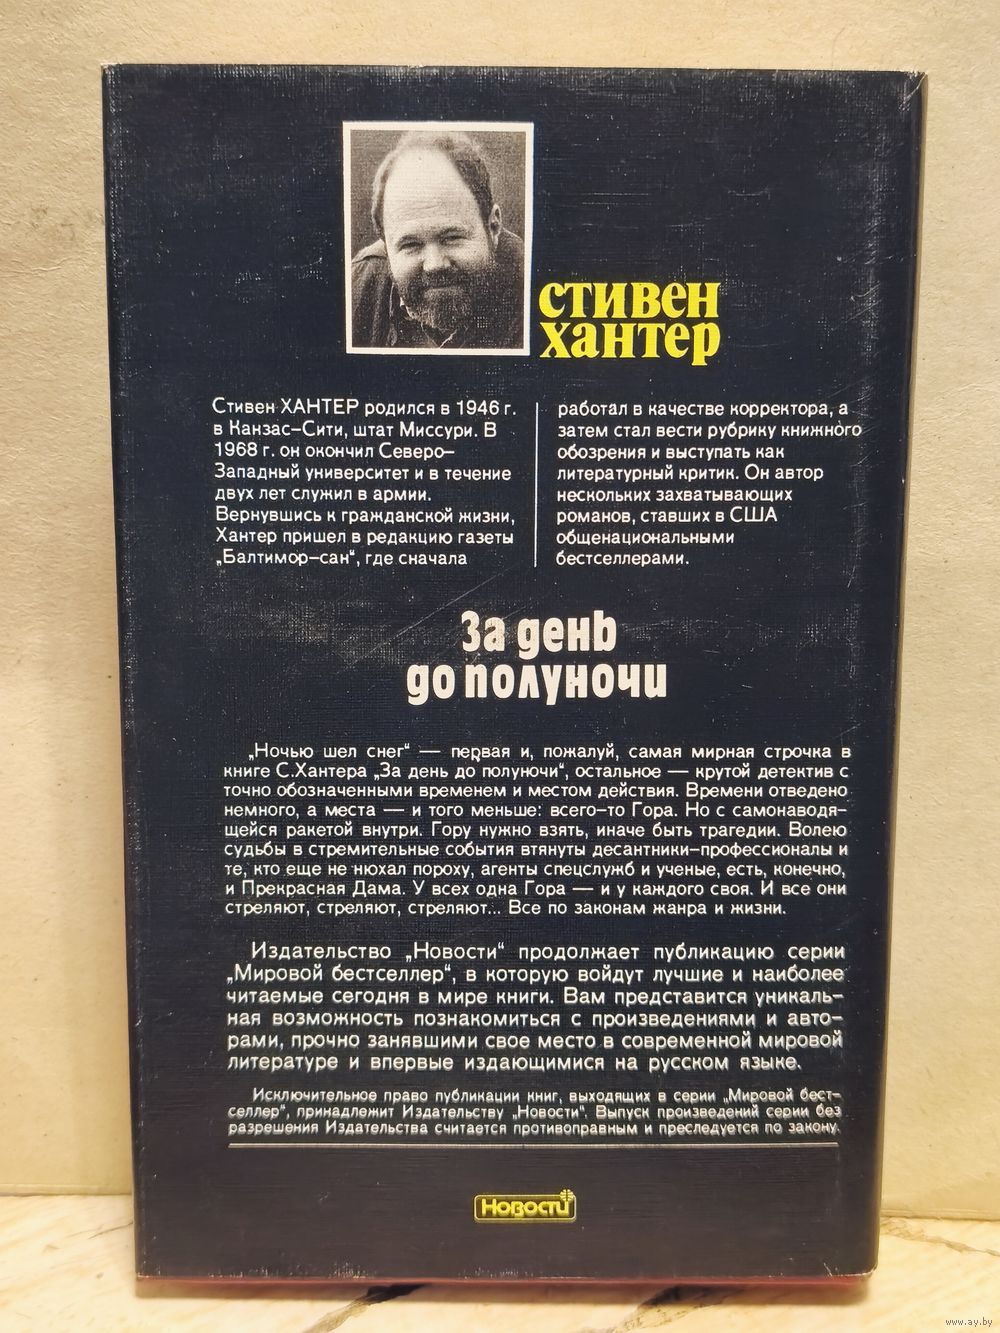 СТИВЕН
ХАНТЕР
Стивен ХАНТЕР родился в 1946 г.
в Канзас–Сити, штат Миссури. В
1968 г. он окончил Северо–
Западный университет и в течение
двух лет служил в армии.
Вернувшись к гражданской жизни,
Хантер пришел в редакцию газеты
„Балтимор–сан“, где сначала
работал в качестве корректора, а
затем стал вести рубрику книжного
обозрения и выступать как
литературный критик. Он автор
нескольких захватывающих
романов, ставших в США
общенациональными
бестселлерами.
За день
до полуночи
„Ночью шел снег“ — первая и, пожалуй, самая мирная строчка в
книге С.Хантера „За день до полуночи“, остальное — крутой детектив с
точно обозначенными временем и местом действия. Времени отведено
немного, а места — и того меньше: всего–то Гора. Но с самонаводя–
щейся ракетой внутри. Гору нужно взять, иначе быть трагедии. Волею
судьбы в стремительные события втянуты десантники–профессионалы и
те, кто еще не нюхал пороху, агенты спецслужб и ученые, есть, конечно,
и Прекрасная Дама. У всех одна Гора — и у каждого своя. И все они
стреляют, стреляют, стреляют... Все по законам жанра и жизни.
Издательство „Новости“ продолжает публикацию серии
„Мировой бестселлер“, в которую войдут лучшие и наиболее
читаемые сегодня в мире книги. Вам представится уникаль–
ная возможность познакомиться с произведениями и авто–
рами, прочно занявшими свое место в современной мировой
литературе и впервые издающимися на русском языке.
Исключительное право публикации книг, выходящих в серии „Мировой бест–
селлер“, принадлежит Издательству „Новости“. Выпуск произведений серии без
разрешения Издательства считается противоправным и преследуется по закону.
Новости
www.ay.by